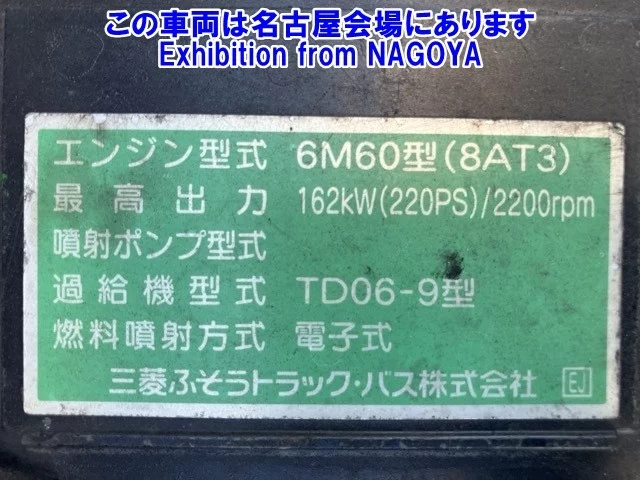 この車両は名古屋会場にあります
Exhibition from NAGOYA
エンジン型式 6M60型(8AT3)
最高出力 162kW(220PS)/2200rpm
噴射ポンプ型式
過給機型式 TD06-9型
燃料噴射方式 電子式
三菱ふそうトラック・バス株式会社 EJ